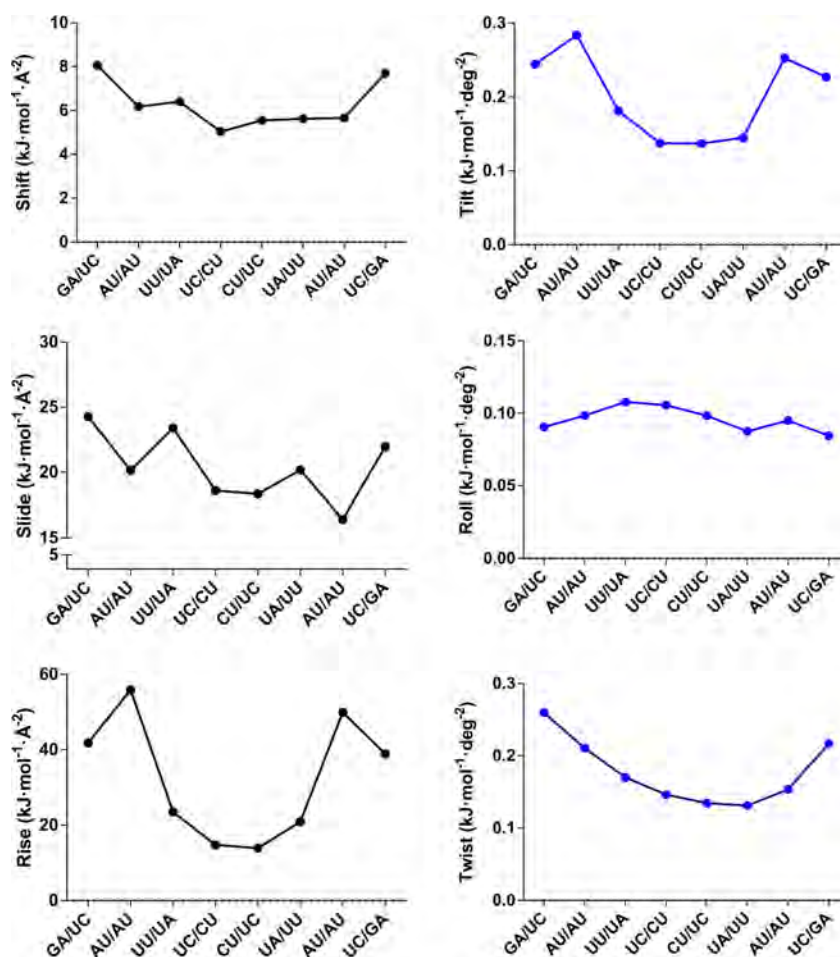 Shift (kJ·mol⁻¹·Å⁻²)
10
8
6
4
2
0
GA/UC
AU/AU
UU/UA
UC/CU
CU/UC
UA/UU
AU/AU
UC/GA
Tilt (kJ·mol⁻¹·deg⁻²)
0.3
0.2
0.1
0.0
GA/UC
AU/AU
UU/UA
UC/CU
CU/UC
UA/UU
AU/AU
UC/GA
Slide (kJ·mol⁻¹·Å⁻²)
30
25
20
15
5
GA/UC
AU/AU
UU/UA
UC/CU
CU/UC
UA/UU
AU/AU
UC/GA
Roll (kJ·mol⁻¹·deg⁻²)
0.15
0.10
0.05
0.00
GA/UC
AU/AU
UU/UA
UC/CU
CU/UC
UA/UU
AU/AU
UC/GA
Rise (kJ·mol⁻¹·Å⁻²)
60
40
20
0
GA/UC
AU/AU
UU/UA
UC/CU
CU/UC
UA/UU
AU/AU
UC/GA
Twist (kJ·mol⁻¹·deg⁻²)
0.3
0.2
0.1
0.0
GA/UC
AU/AU
UU/UA
UC/CU
CU/UC
UA/UU
AU/AU
UC/GA